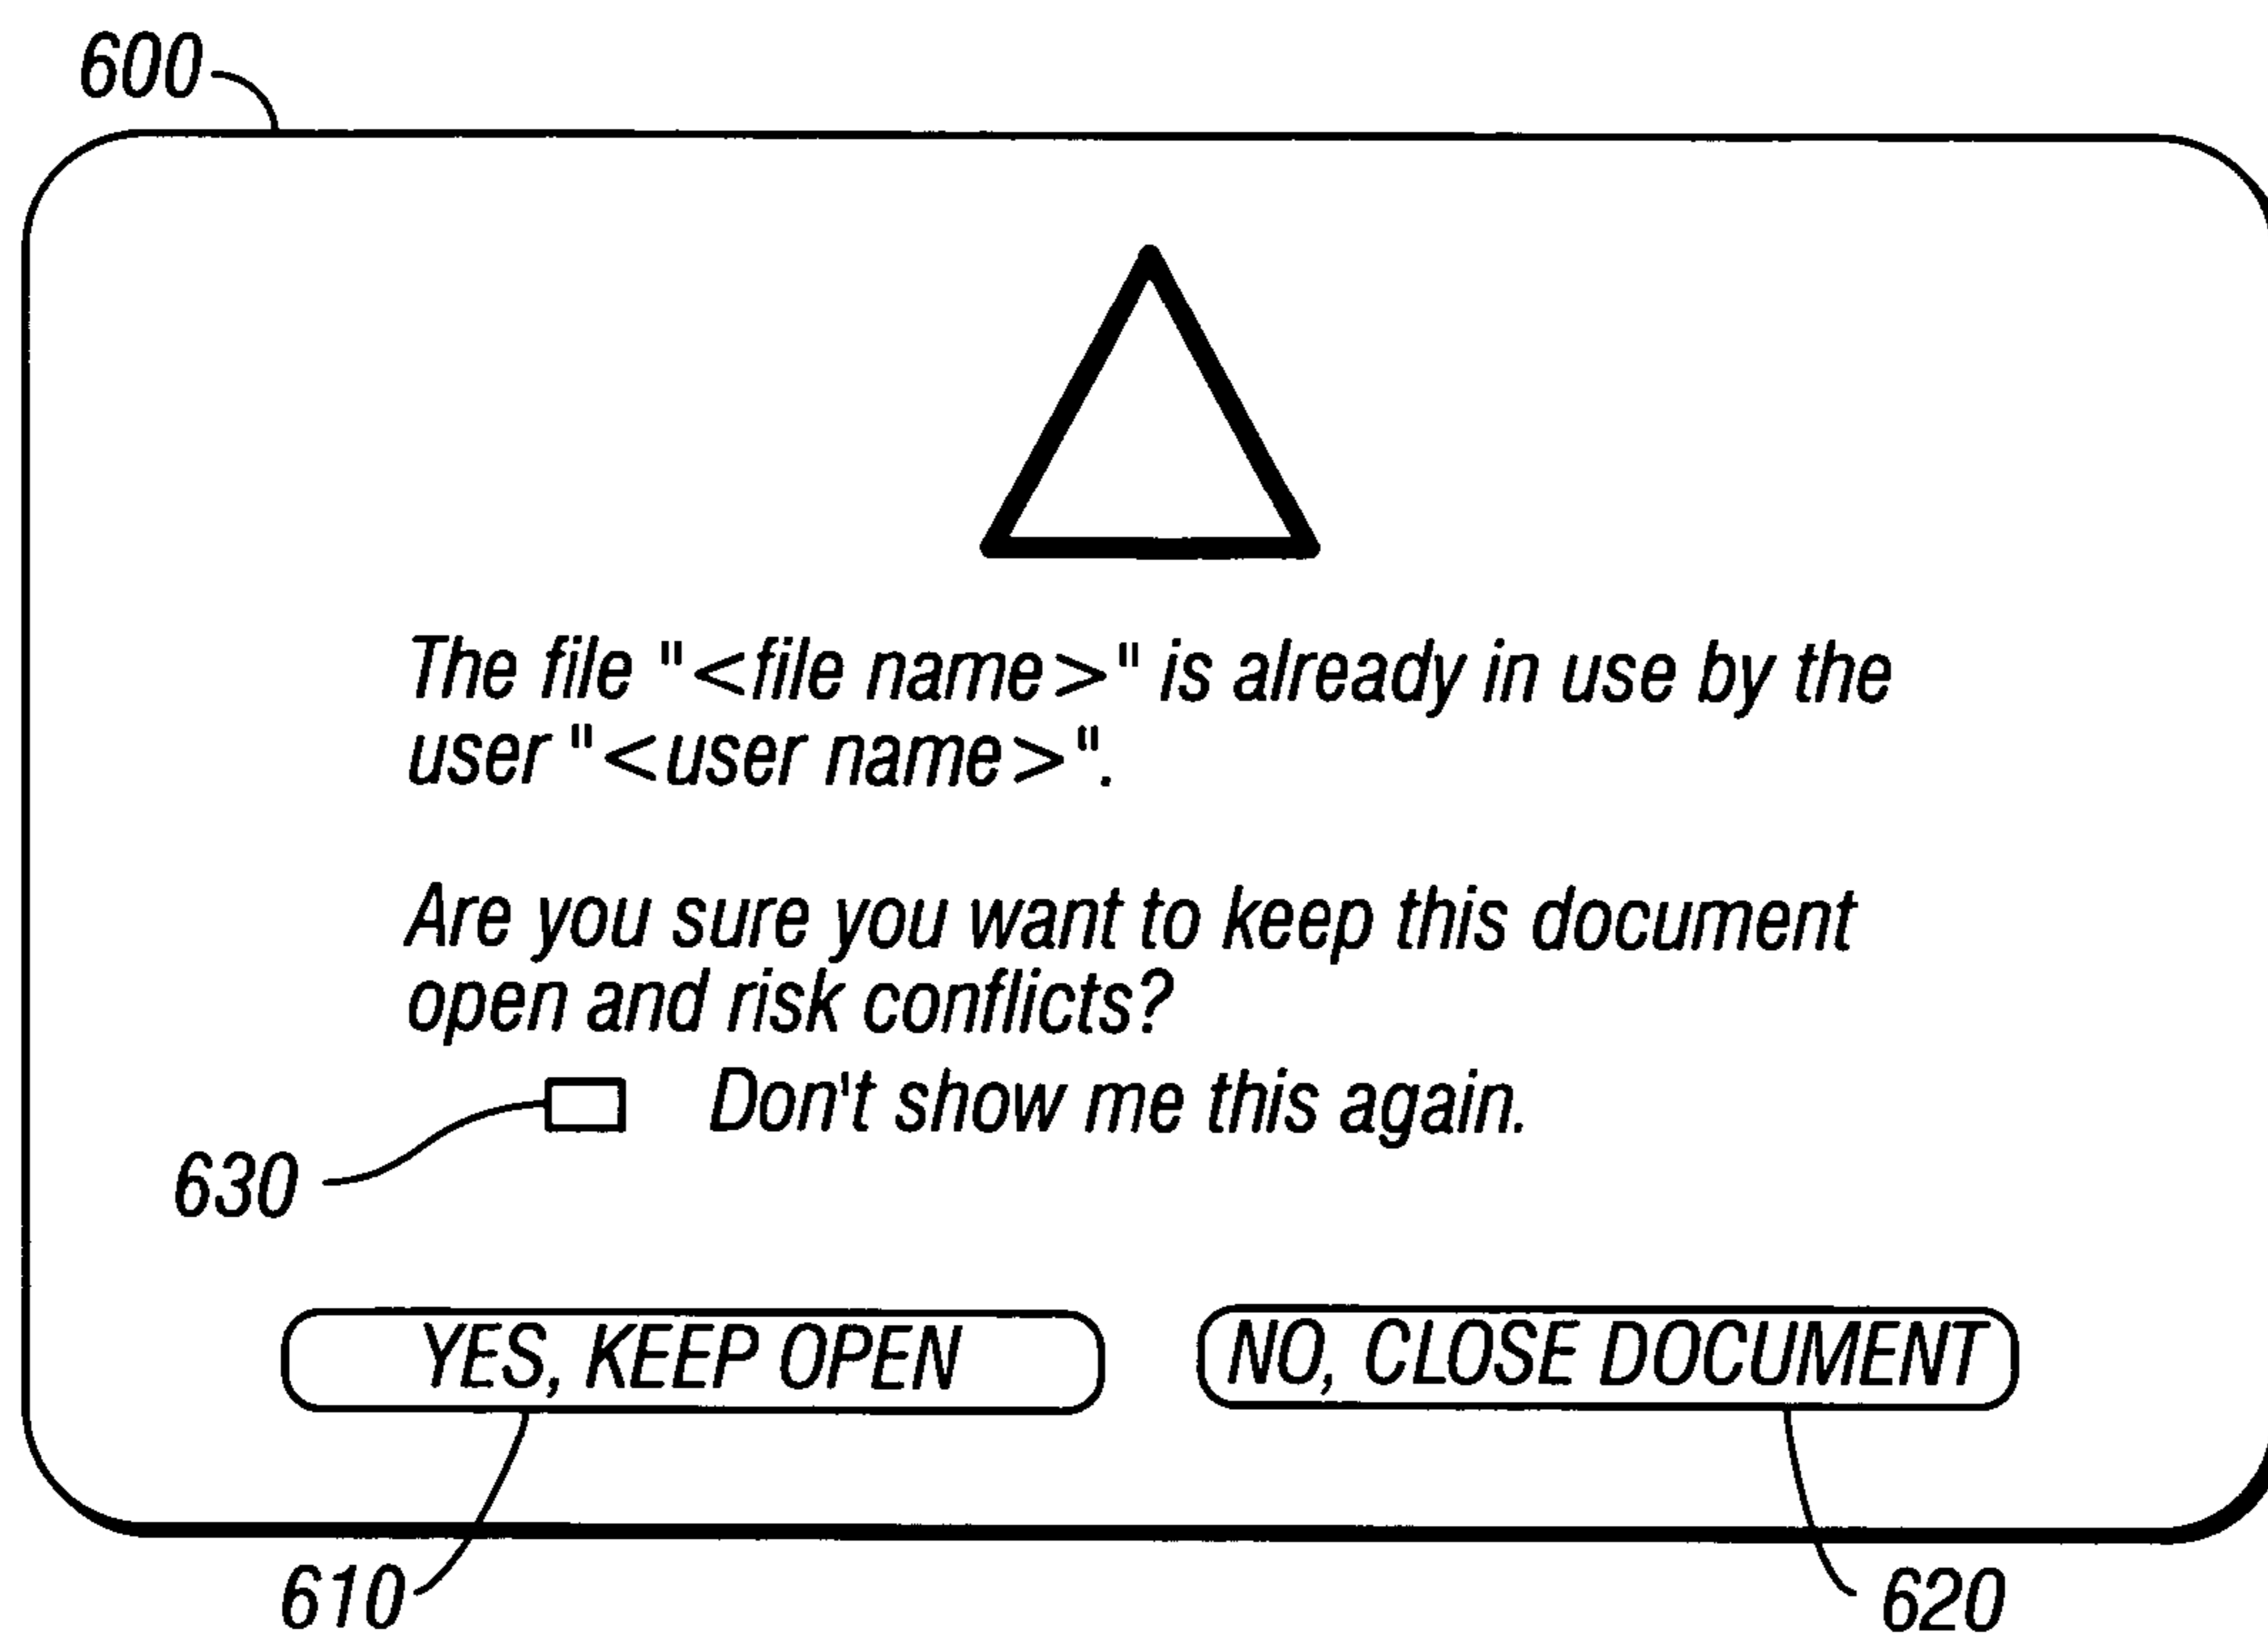 600
The file "<file name>" is already in use by the
user "<user name>".
Are you sure you want to keep this document
open and risk conflicts?
Don't show me this again.
630
YES, KEEP OPEN
NO, CLOSE DOCUMENT
610
620